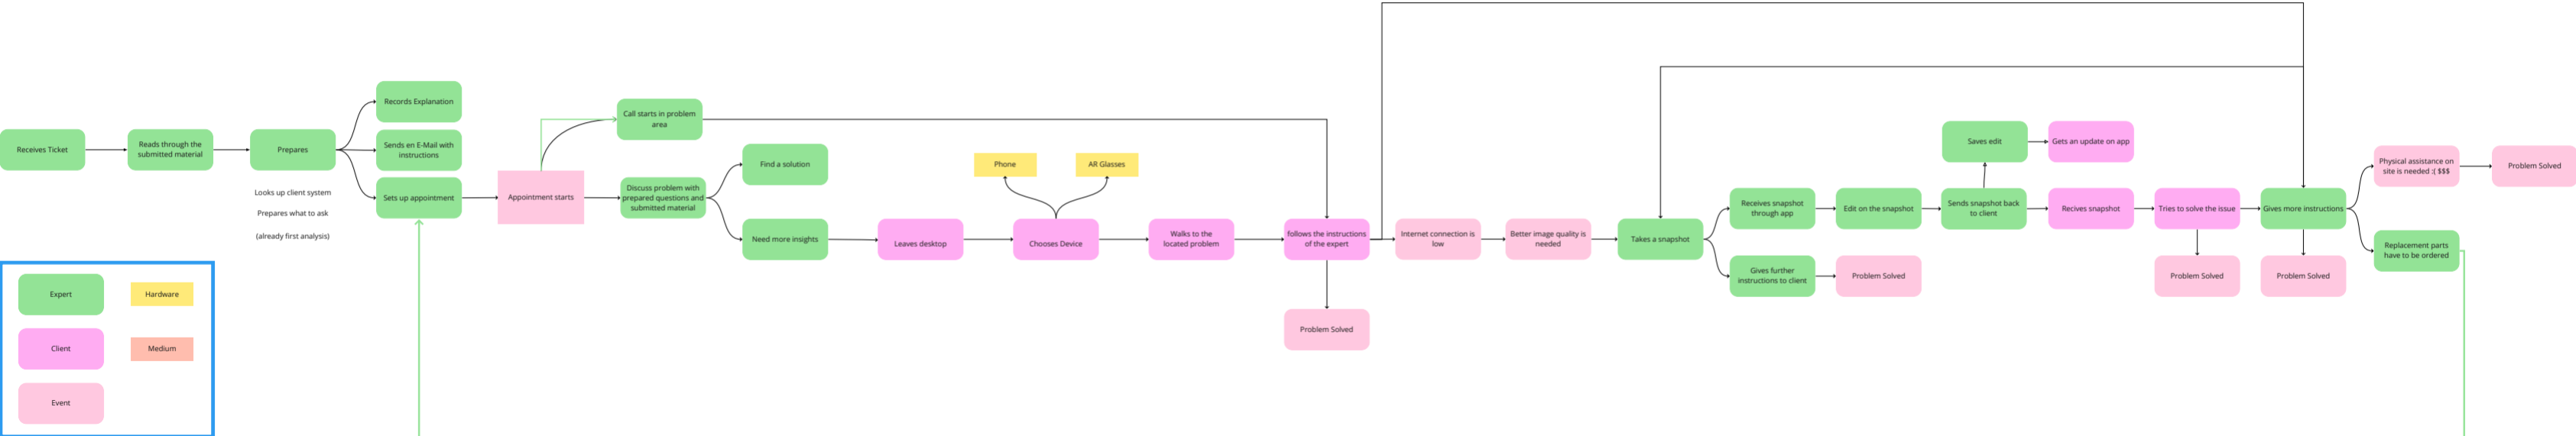 Receives Ticket
Reads through the
submitted material
Prepares
Looks up client system
Prepares what to ask
(already first analysis)
Records Explanation
Sends en E-Mail with
instructions
Sets up appointment
Appointment starts
Call starts in problem
area
Discuss problem with
prepared questions and
submitted material
Find a solution
Need more insights
Leaves desktop
Phone
AR Glasses
Chooses Device
Walks to the
located problem
follows the instructions
of the expert
Problem Solved
Internet connection is
low
Better image quality is
needed
Takes a snapshot
Receives snapshot
through app
Gives further
instructions to client
Problem Solved
Edit on the snapshot
Saves edit
Gets an update on app
Sends snapshot back
to client
Recives snapshot
Tries to solve the issue
Problem Solved
Gives more instructions
Problem Solved
Physical assistance on
site is needed :( $$$
Problem Solved
Replacement parts
have to be ordered
Expert
Hardware
Client
Medium
Event